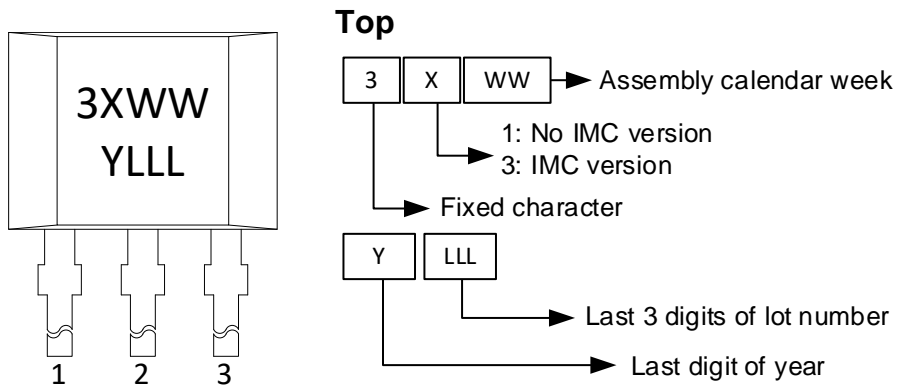 Top
3XWW
YLLL
3 X WW Assembly calendar week
1: No IMC version
3: IMC version
Fixed character
Y LLL
Last 3 digits of lot number
Last digit of year
1 2 3